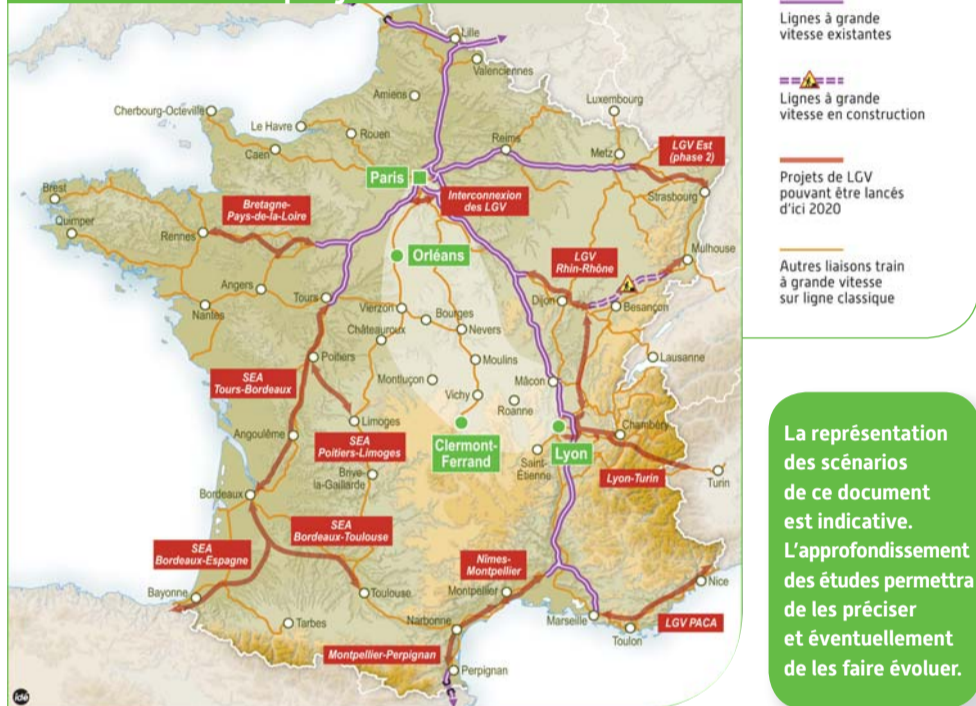 Lille
Valenciennes
Amiens
Cherbourg-Octeville
Le Havre
Rouen
Luxembourg
Caen
Reims
Metz
LGV Est
(phase 2)
Paris
Strasbourg
Interconnexion
des LGV
Brest
Bretagne-
Pays-de-la-Loire
Quimper
Rennes
Orléans
Mulhouse
LGV
Rhin-Rhône
Angers
Tours
Dijon
Besançon
Nantes
Vierzon
Bourges
Châteauroux
Nevers
Lausanne
Poitiers
Moulins
Montluçon
Mâcon
SEA
Tours-Bordeaux
Vichy
Roanne
Limoges
Chambéry
Angoulême
SEA
Poitiers-Limoges
Clermont-
Ferrand
Lyon
Saint-
Étienne
Brive-
la-Gaillarde
Lyon-Turin
Turin
Bordeaux
SEA
Bordeaux-Toulouse
SEA
Bordeaux-Espagne
Nîmes-
Montpellier
Bayonne
Toulouse
Montpellier
Nice
Marseille
LGV PACA
Tarbes
Narbonne
Toulon
Montpellier-Perpignan
Perpignan
idé
Lignes à grande
vitesse existantes
Lignes à grande
vitesse en construction
Projets de LGV
pouvant être lancés
d'ici 2020
Autres liaisons train
à grande vitesse
sur ligne classique
La représentation
des scénarios
de ce document
est indicative.
L'approfondissement
des études permettra
de les préciser
et éventuellement
de les faire évoluer.